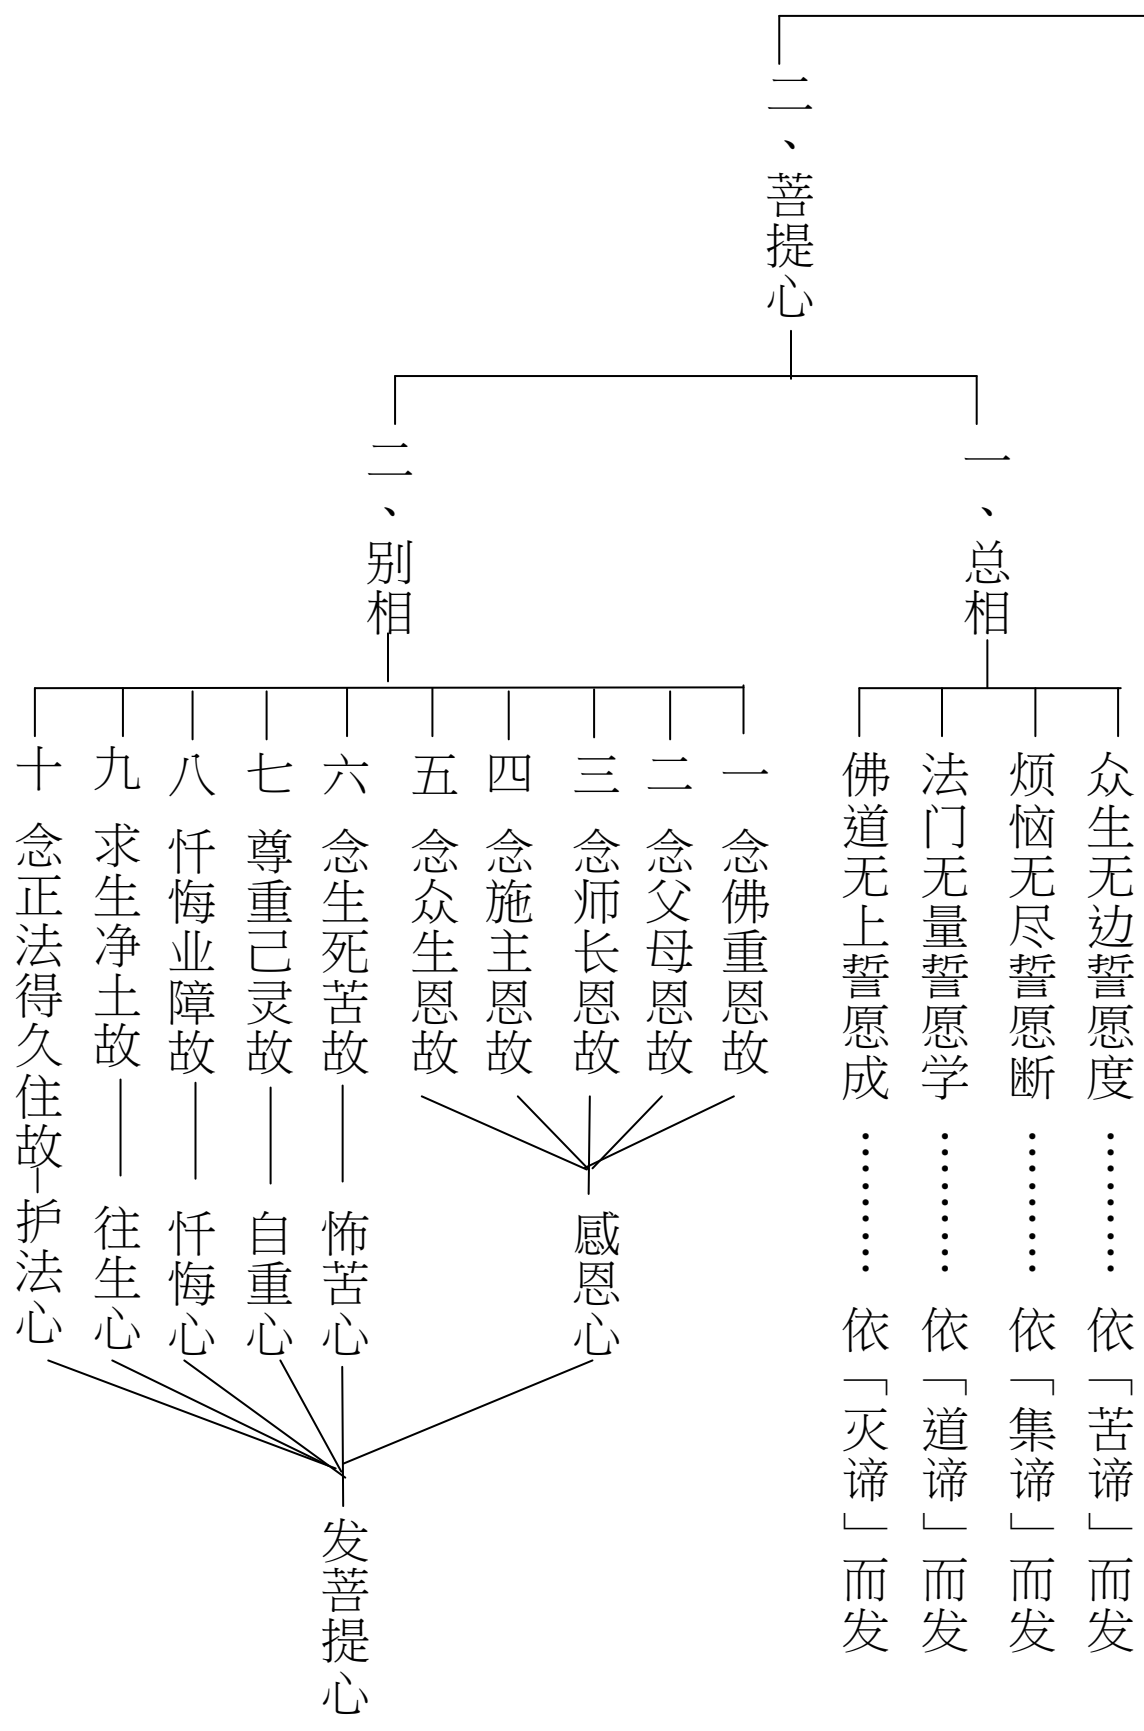 二、菩提心
一、总相
众生无边誓愿度……依「苦谛」而发
烦恼无尽誓愿断……依「集谛」而发
法门无量誓愿学……依「道谛」而发
佛道无上誓愿成……依「灭谛」而发
二、别相
一 念佛重恩故
二 念父母恩故
三 念师长恩故
四 念施主恩故
五 念众生恩故
感恩心
六 念生死苦故——怖苦心
七 尊重己灵故——自重心
八 忏悔业障故——忏悔心
九 求生净土故——往生心
十 念正法得久住故-护法心
发菩提心